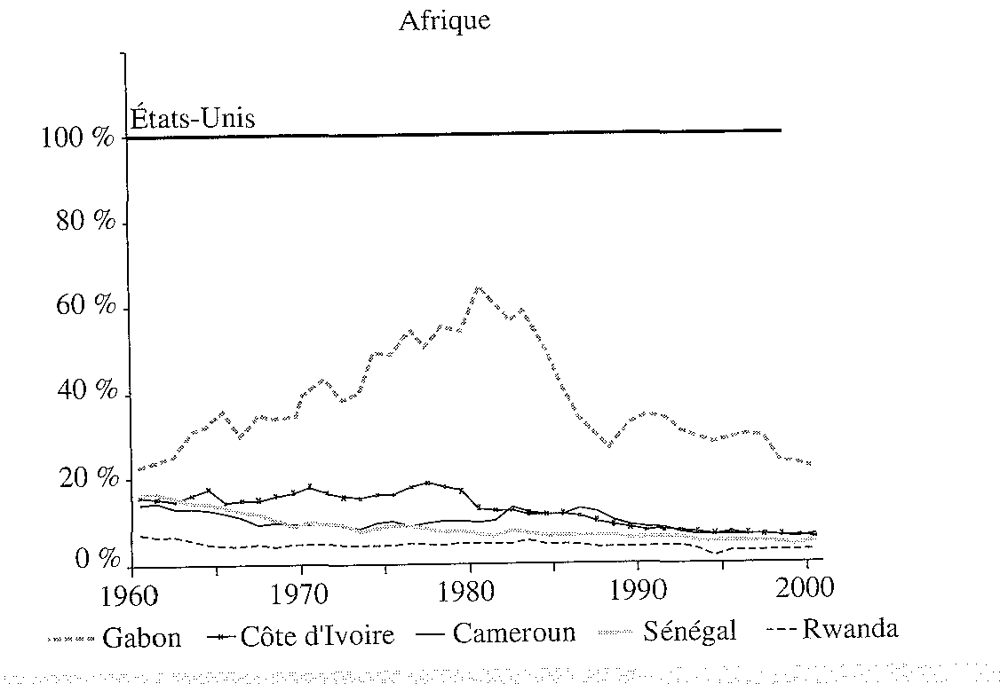 Afrique
États-Unis
100 %
80 %
60 %
40 %
20 %
0 %
1960 1970 1980 1990 2000
Gabon Côte d'Ivoire Cameroun Sénégal Rwanda